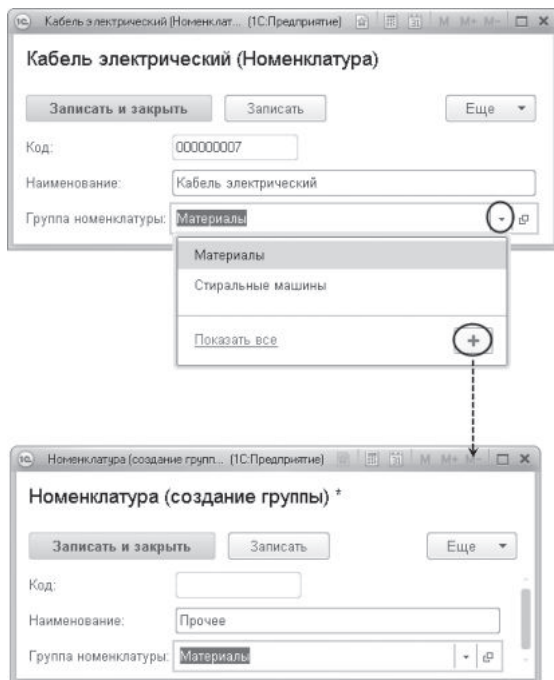 Кабель электрический (Номенклат... (1С:Предприятие) M M+ M-
Кабель электрический (Номенклатура)
Записать и закрыть Записать Еще
Код: 000000007
Наименование: Кабель электрический
Группа номенклатуры: Материалы
Материалы
Стиральные машины
Показать все +
Номенклатура (создание групп... (1С:Предприятие) M M+ M-
Номенклатура (создание группы) *
Записать и закрыть Записать Еще
Код:
Наименование: Прочее
Группа номенклатуры: Материалы